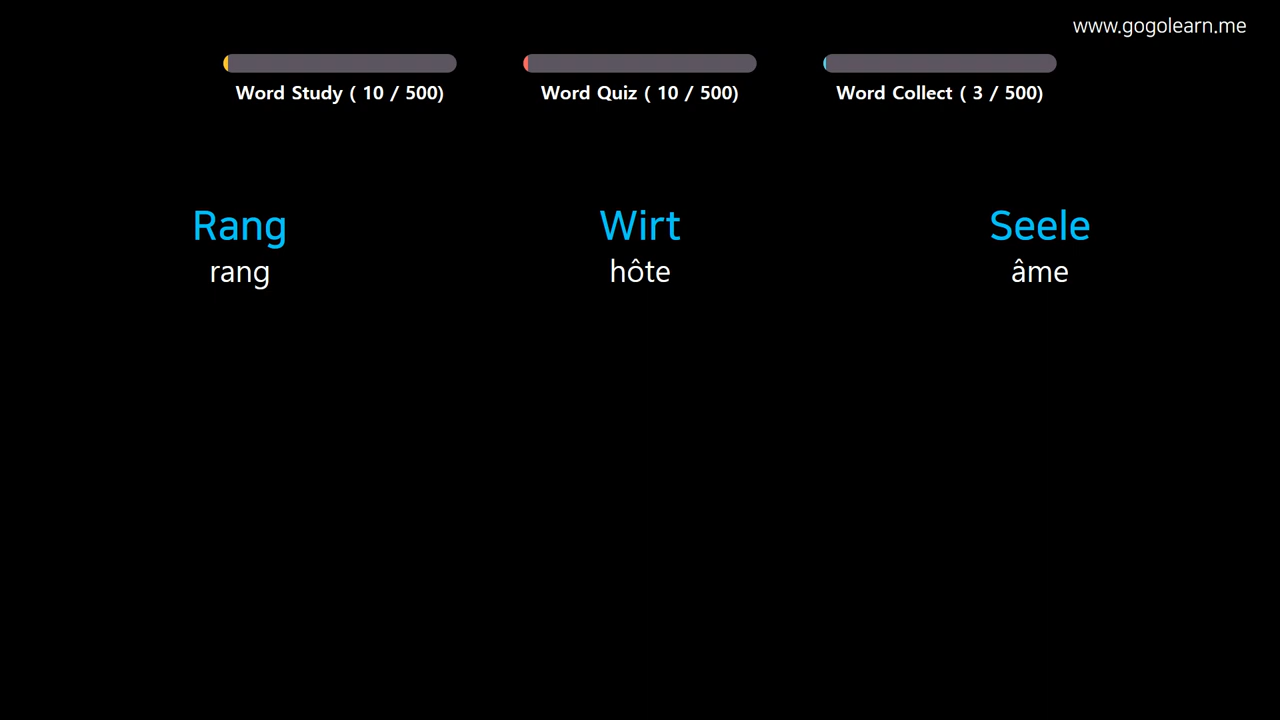 www.gogolearn.me
Word Study ( 10 / 500)
Word Quiz ( 10 / 500)
Word Collect ( 3 / 500)
Rang
rang
Wirt
hôte
Seele
âme